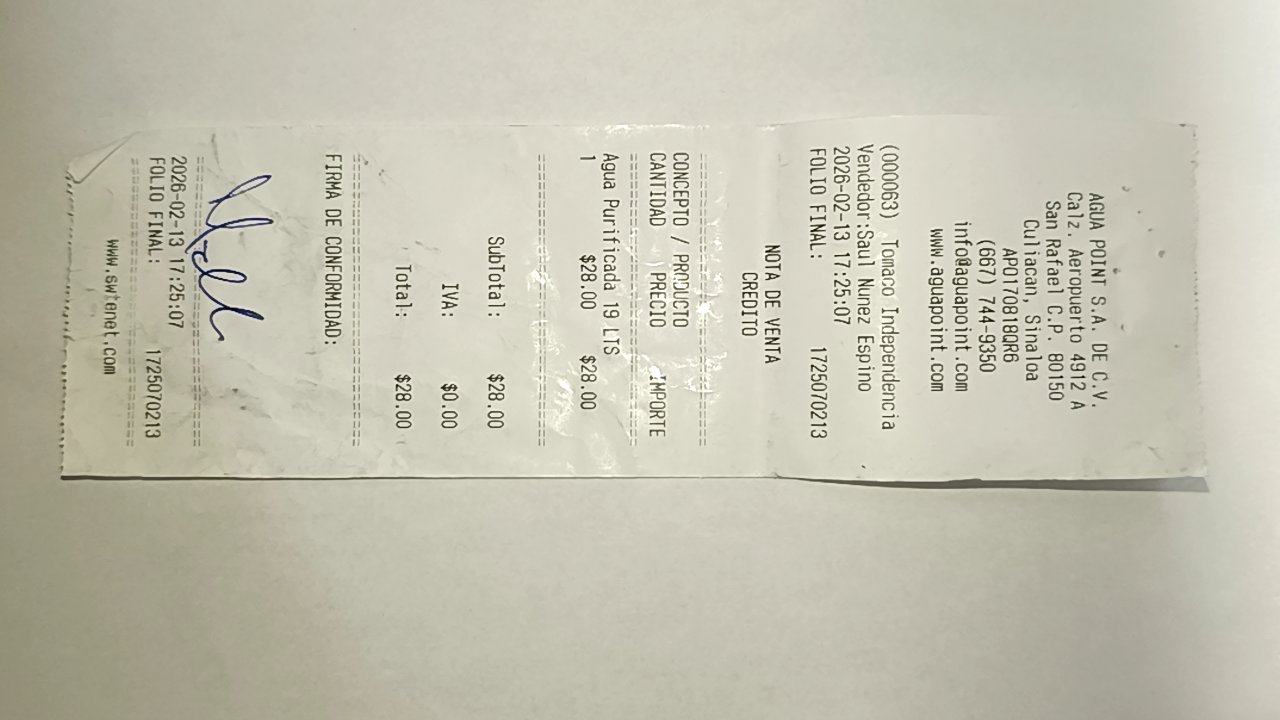 AGUA POINT S.A. DE C.V.
Calz. Aeropuerto 4912 A
San Rafael C.P. 80150
Culiacan, Sinaloa
APO170818QR6
(667) 744-9350
info@aguapoint.com
www.aguapoint.com
(000063) Tomaco Independencia
Vendedor:Saul Nunez Espino
2026-02-13 17:25:07
FOLIO FINAL: 1725070213
NOTA DE VENTA
CREDITO
CONCEPTO / PRODUCTO
CANTIDAD PRECIO IMPORTE
Agua Purificada 19 LTS
1 $28.00 $28.00
SubTotal: $28.00
IVA: $0.00
Total: $28.00
FIRMA DE CONFORMIDAD:
2026-02-13 17:25:07
FOLIO FINAL: 1725070213
www.swtenet.com